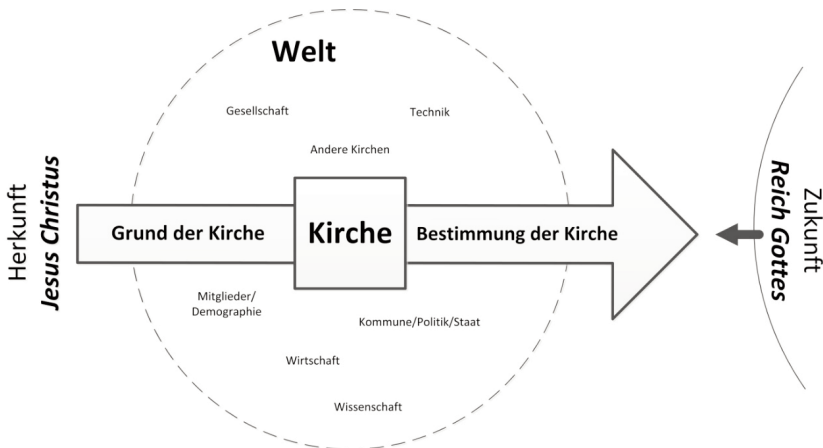 Welt
Gesellschaft
Technik
Andere Kirchen
Herkunft
Jesus Christus
Grund der Kirche
Kirche
Bestimmung der Kirche
Reich Gottes
Zukunft
Mitglieder/
Demographie
Kommune/Politik/Staat
Wirtschaft
Wissenschaft